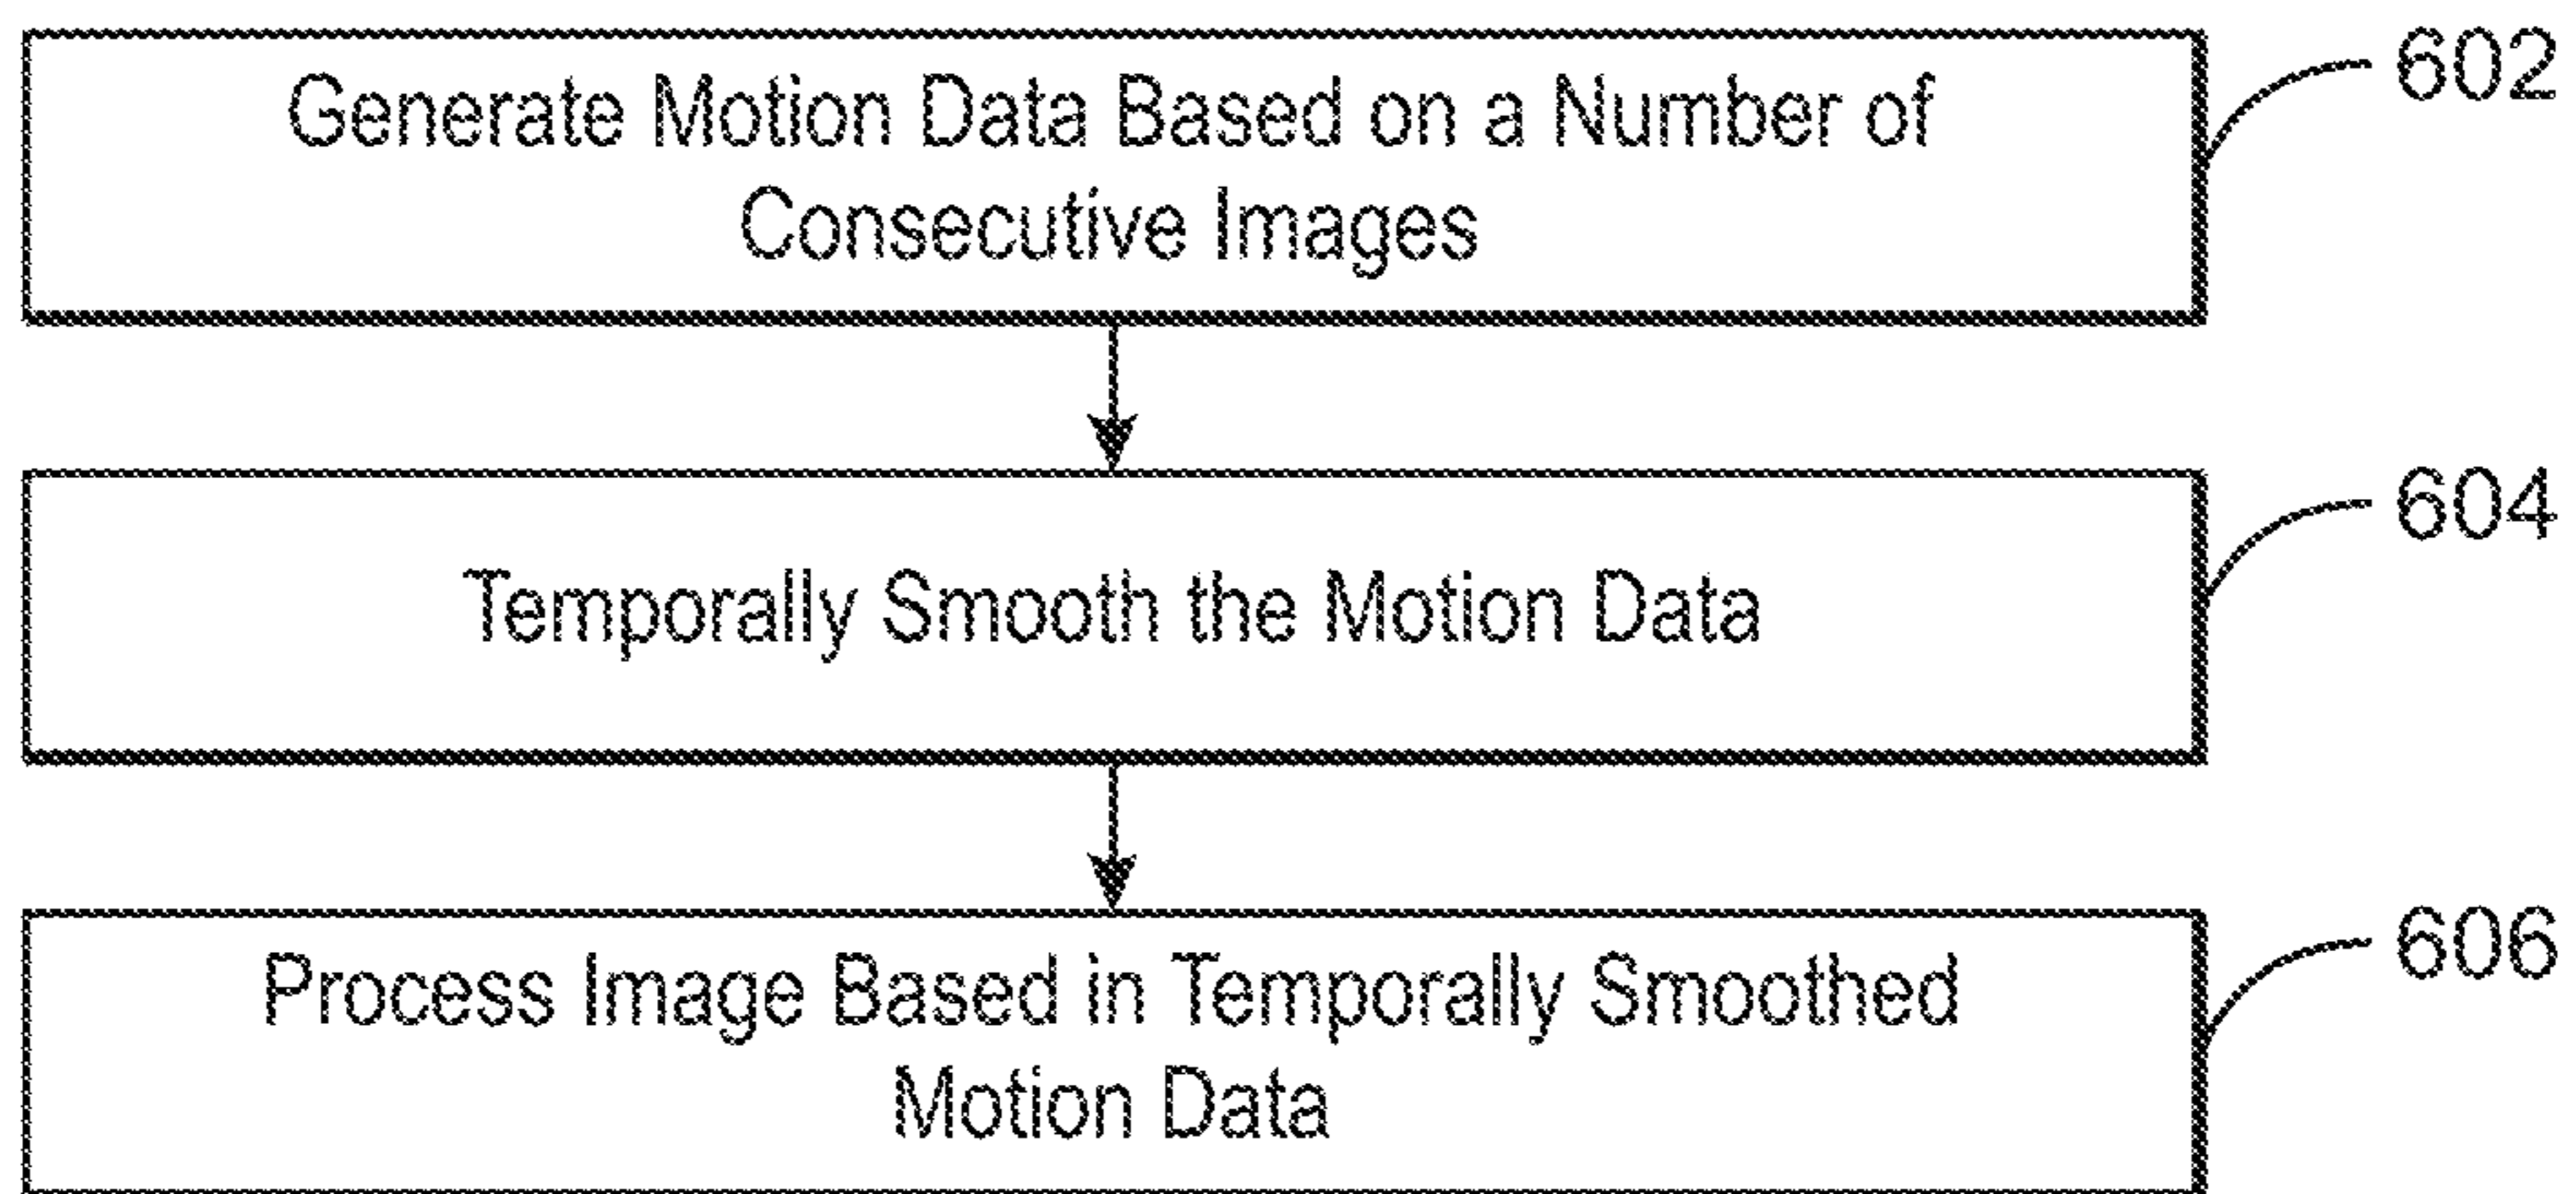 Generate Motion Data Based on a Number of
Consecutive Images
602
Temporally Smooth the Motion Data
604
Process Image Based in Temporally Smoothed
Motion Data
606